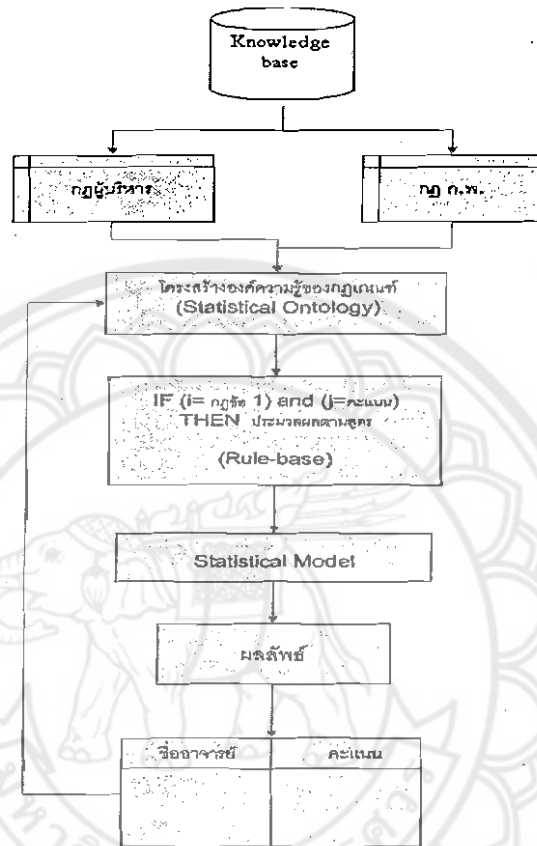 Knowledge
base
กฎผู้บริหาร
กฎ ก.พ.
โครงสร้างองค์ความรู้ของกฎเกณฑ์
(Statistical Ontology)
IF (i= กฎข้อ 1) and (j=คะแนน)
THEN ประมวลผลตามสูตร
(Rule-base)
Statistical Model
ผลลัพธ์
ชื่ออาจารย์
คะแนน